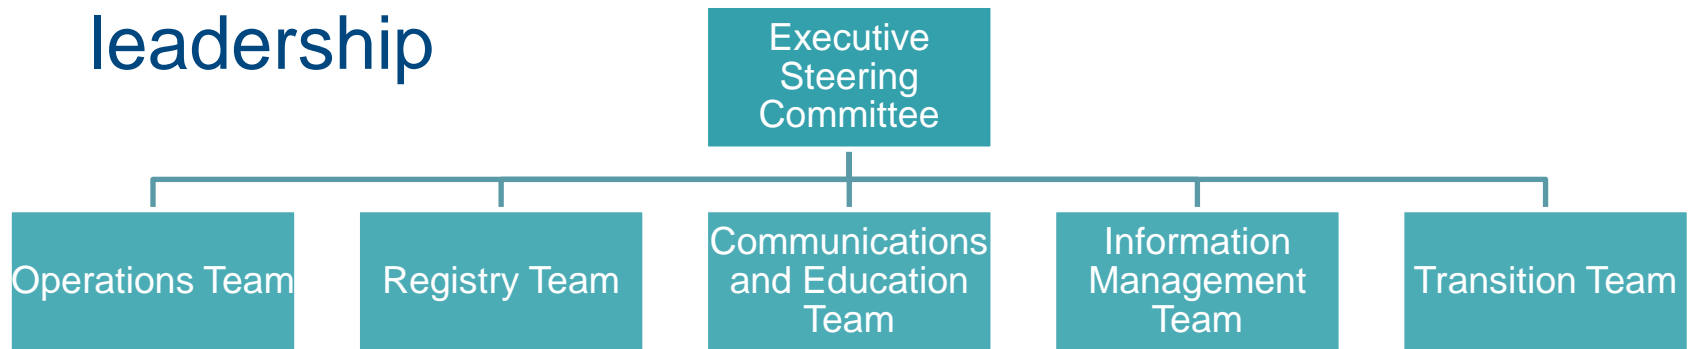 leadership
Executive
Steering
Committee
Operations Team
Registry Team
Communications
and Education
Team
Information
Management
Team
Transition Team